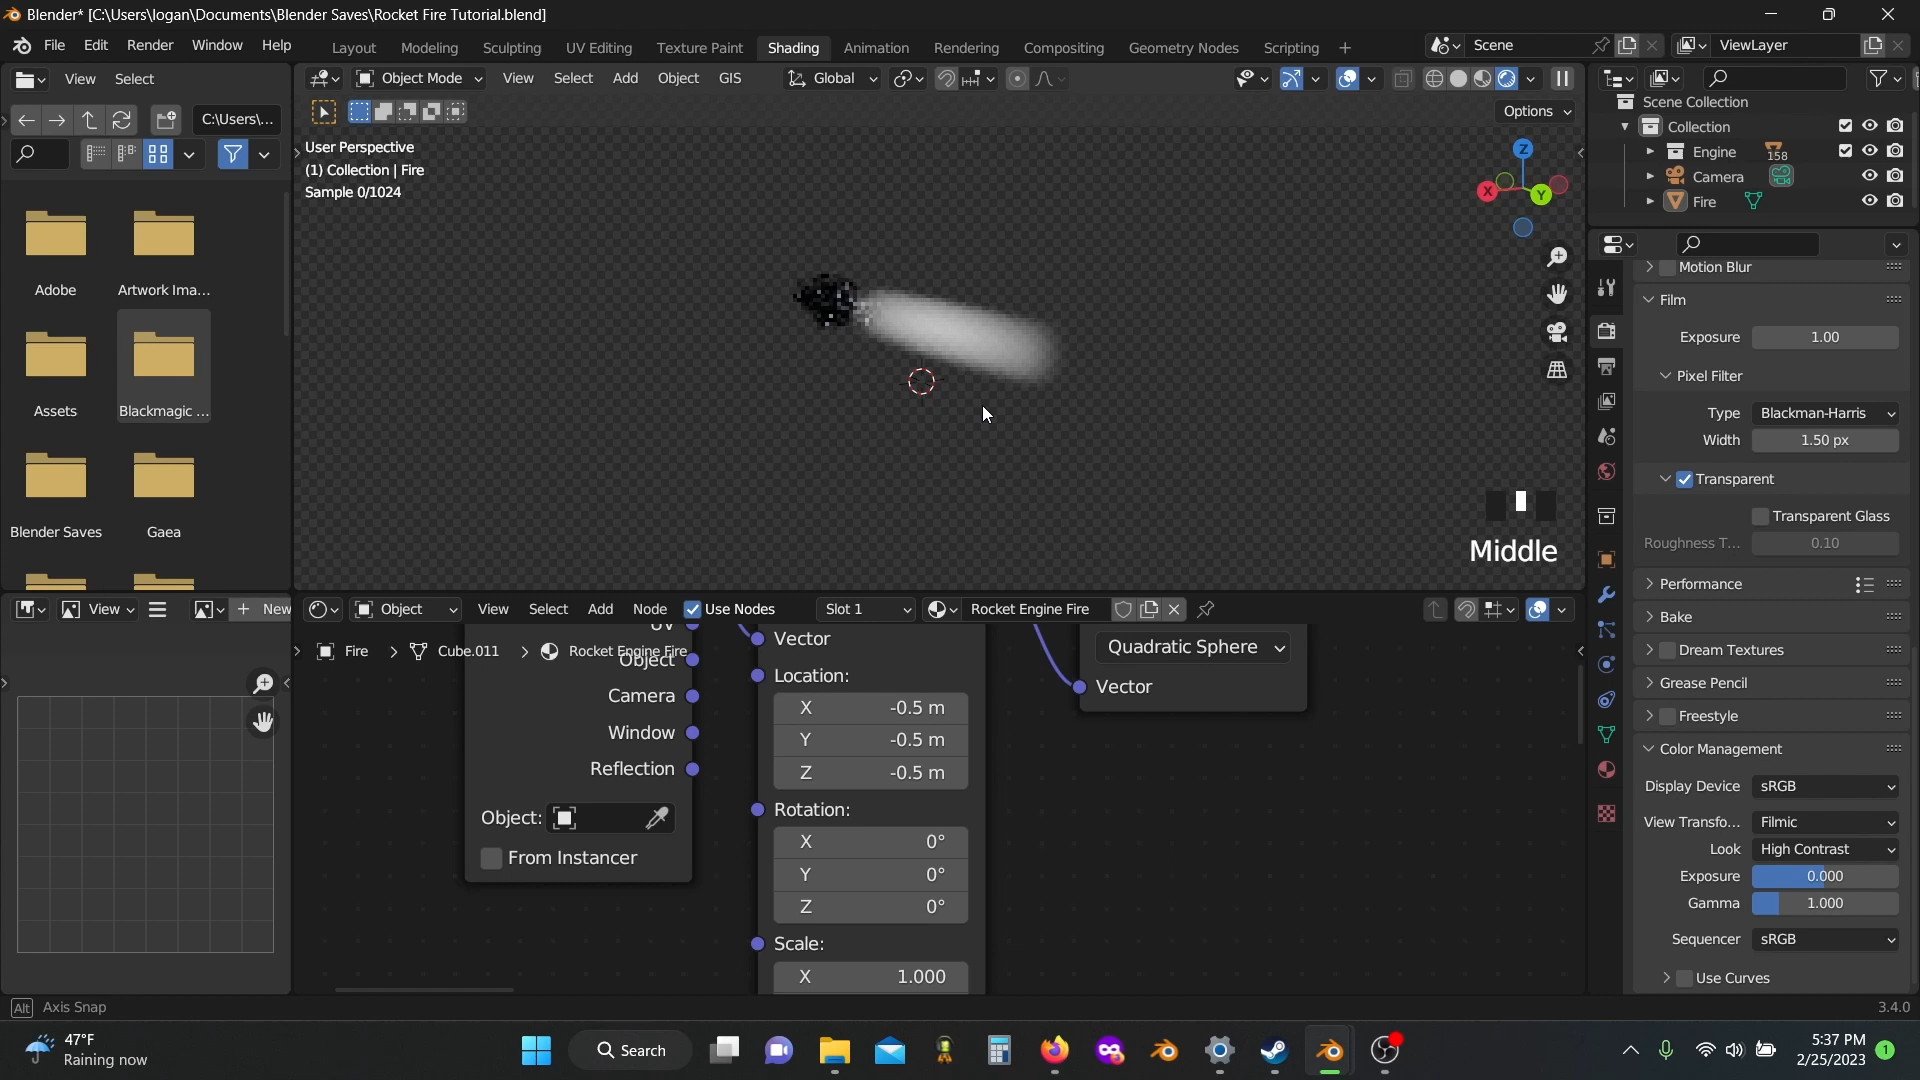 Blender* [C:\Users\logan\Documents\Blender Saves\Rocket Fire Tutorial.blend]
File Edit Render Window Help
Layout Modeling Sculpting UV Editing Texture Paint Shading Animation Rendering Compositing Geometry Nodes Scripting +
Scene
ViewLayer
View Select
Object Mode View Select Add Object GIS
Global
C:\Users\...
Options
User Perspective
(1) Collection | Fire
Sample 0/1024
Z
X
Y
Adobe
Artwork Ima...
Assets
Blackmagic ...
Blender Saves
Gaea
Middle
Scene Collection
Collection
Engine 158
Camera
Fire
Motion Blur
Film
Exposure 1.00
Pixel Filter
Type Blackman-Harris
Width 1.50 px
Transparent
Transparent Glass
Roughness T... 0.10
Performance
Bake
Dream Textures
Grease Pencil
Freestyle
Color Management
Display Device sRGB
View Transfo... Filmic
Look High Contrast
Exposure 0.000
Gamma 1.000
Sequencer sRGB
Use Curves
View
+ New
Object View Select Add Node Use Nodes Slot 1 Rocket Engine Fire
Fire > Cube.011 > Rocket Engine Fire
UV
Object
Camera
Window
Reflection
Object:
From Instancer
Vector
Location:
X -0.5 m
Y -0.5 m
Z -0.5 m
Rotation:
X 0°
Y 0°
Z 0°
Scale:
X 1.000
Quadratic Sphere
Vector
Alt Axis Snap
3.4.0
47°F
Raining now
Search
5:37 PM
2/25/2023
1